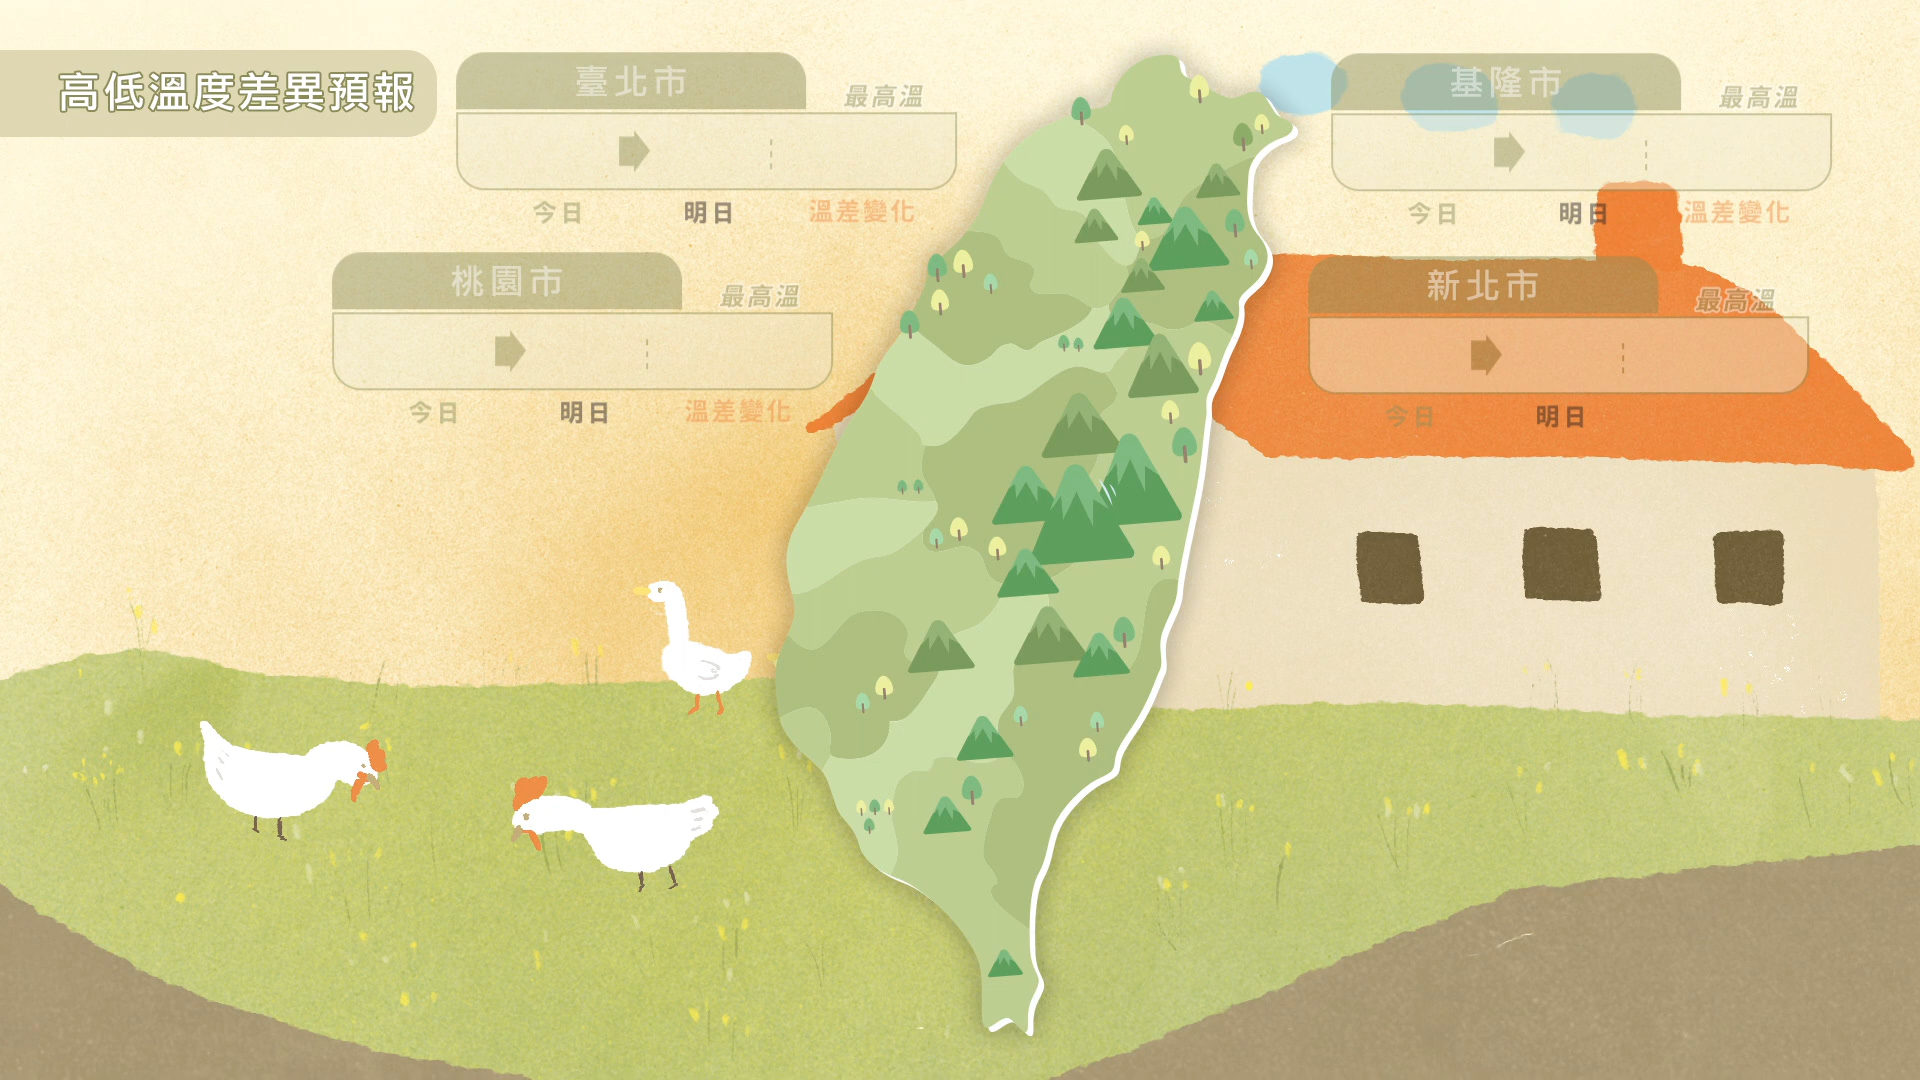 高低溫度差異預報
臺北市
最高溫
今日
明日
溫差變化
基隆市
最高溫
今日
明日
溫差變化
桃園市
最高溫
今日
明日
溫差變化
新北市
最高溫
今日
明日